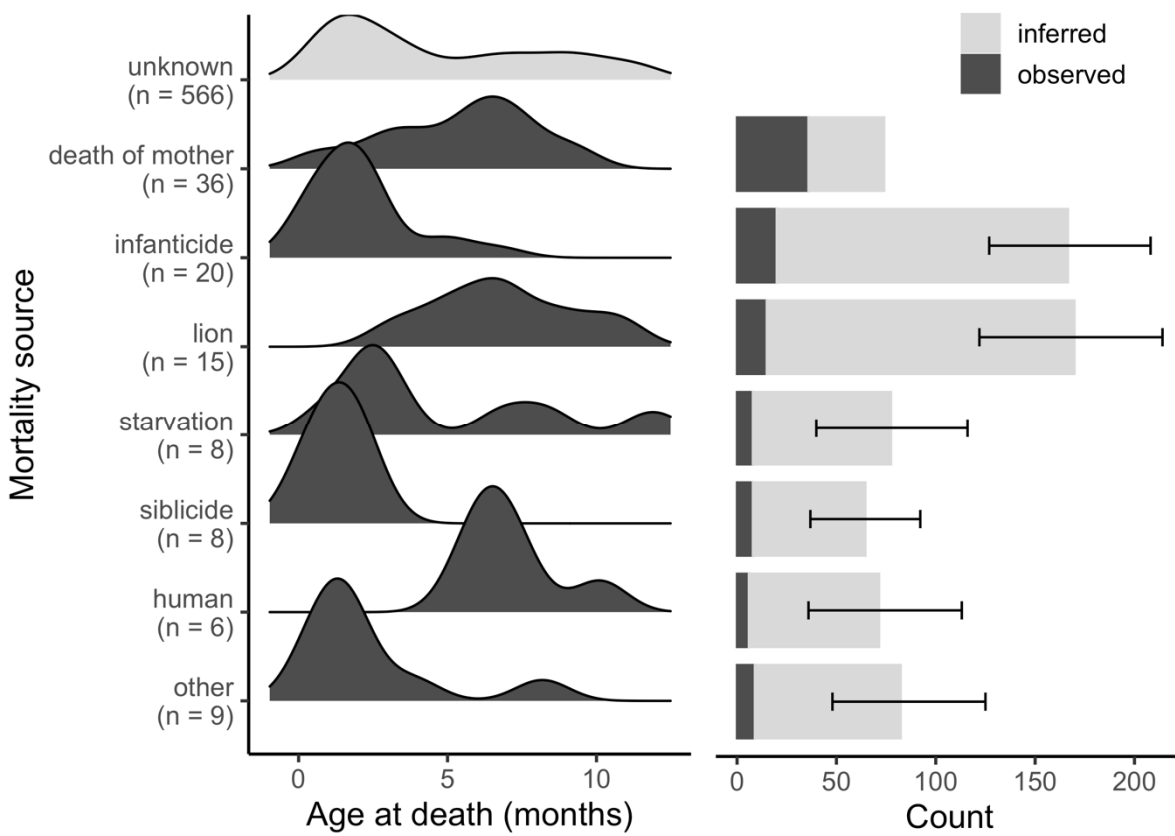 inferred
observed
Mortality source
unknown
(n = 566)
death of mother
(n = 36)
infanticide
(n = 20)
lion
(n = 15)
starvation
(n = 8)
siblicide
(n = 8)
human
(n = 6)
other
(n = 9)
0 5 10
Age at death (months)
0 50 100 150 200
Count